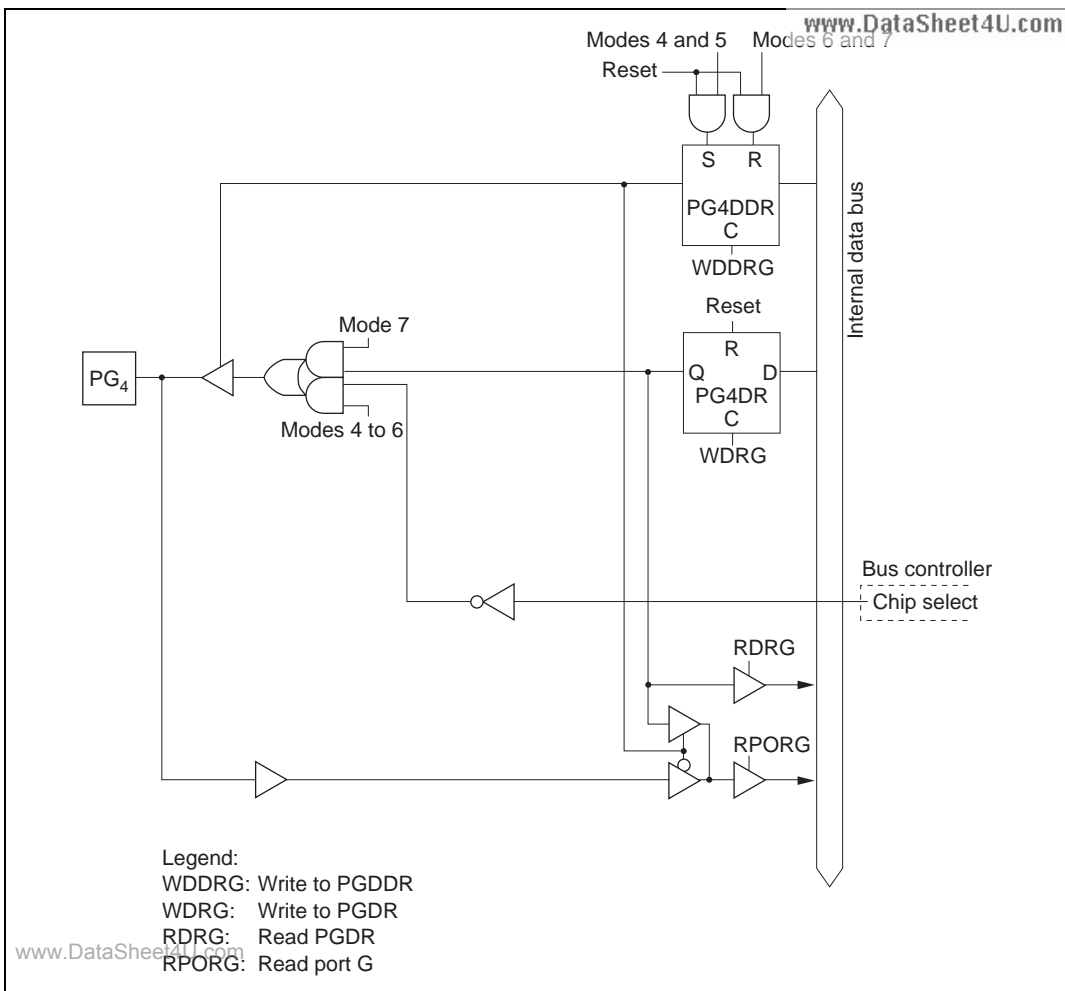 www.DataSheet4U.com
Modes 4 and 5 Modes 6 and 7
Reset
S R
PG4DDR
C
WDDRG
Internal data bus
Reset
Mode 7
R
PG4
Q D
PG4DR
C
Modes 4 to 6
WDRG
Bus controller
Chip select
RDRG
RPORG
Legend:
WDDRG: Write to PGDDR
WDRG: Write to PGDR
RDRG: Read PGDR
RPORG: Read port G
www.DataSheet4U.com